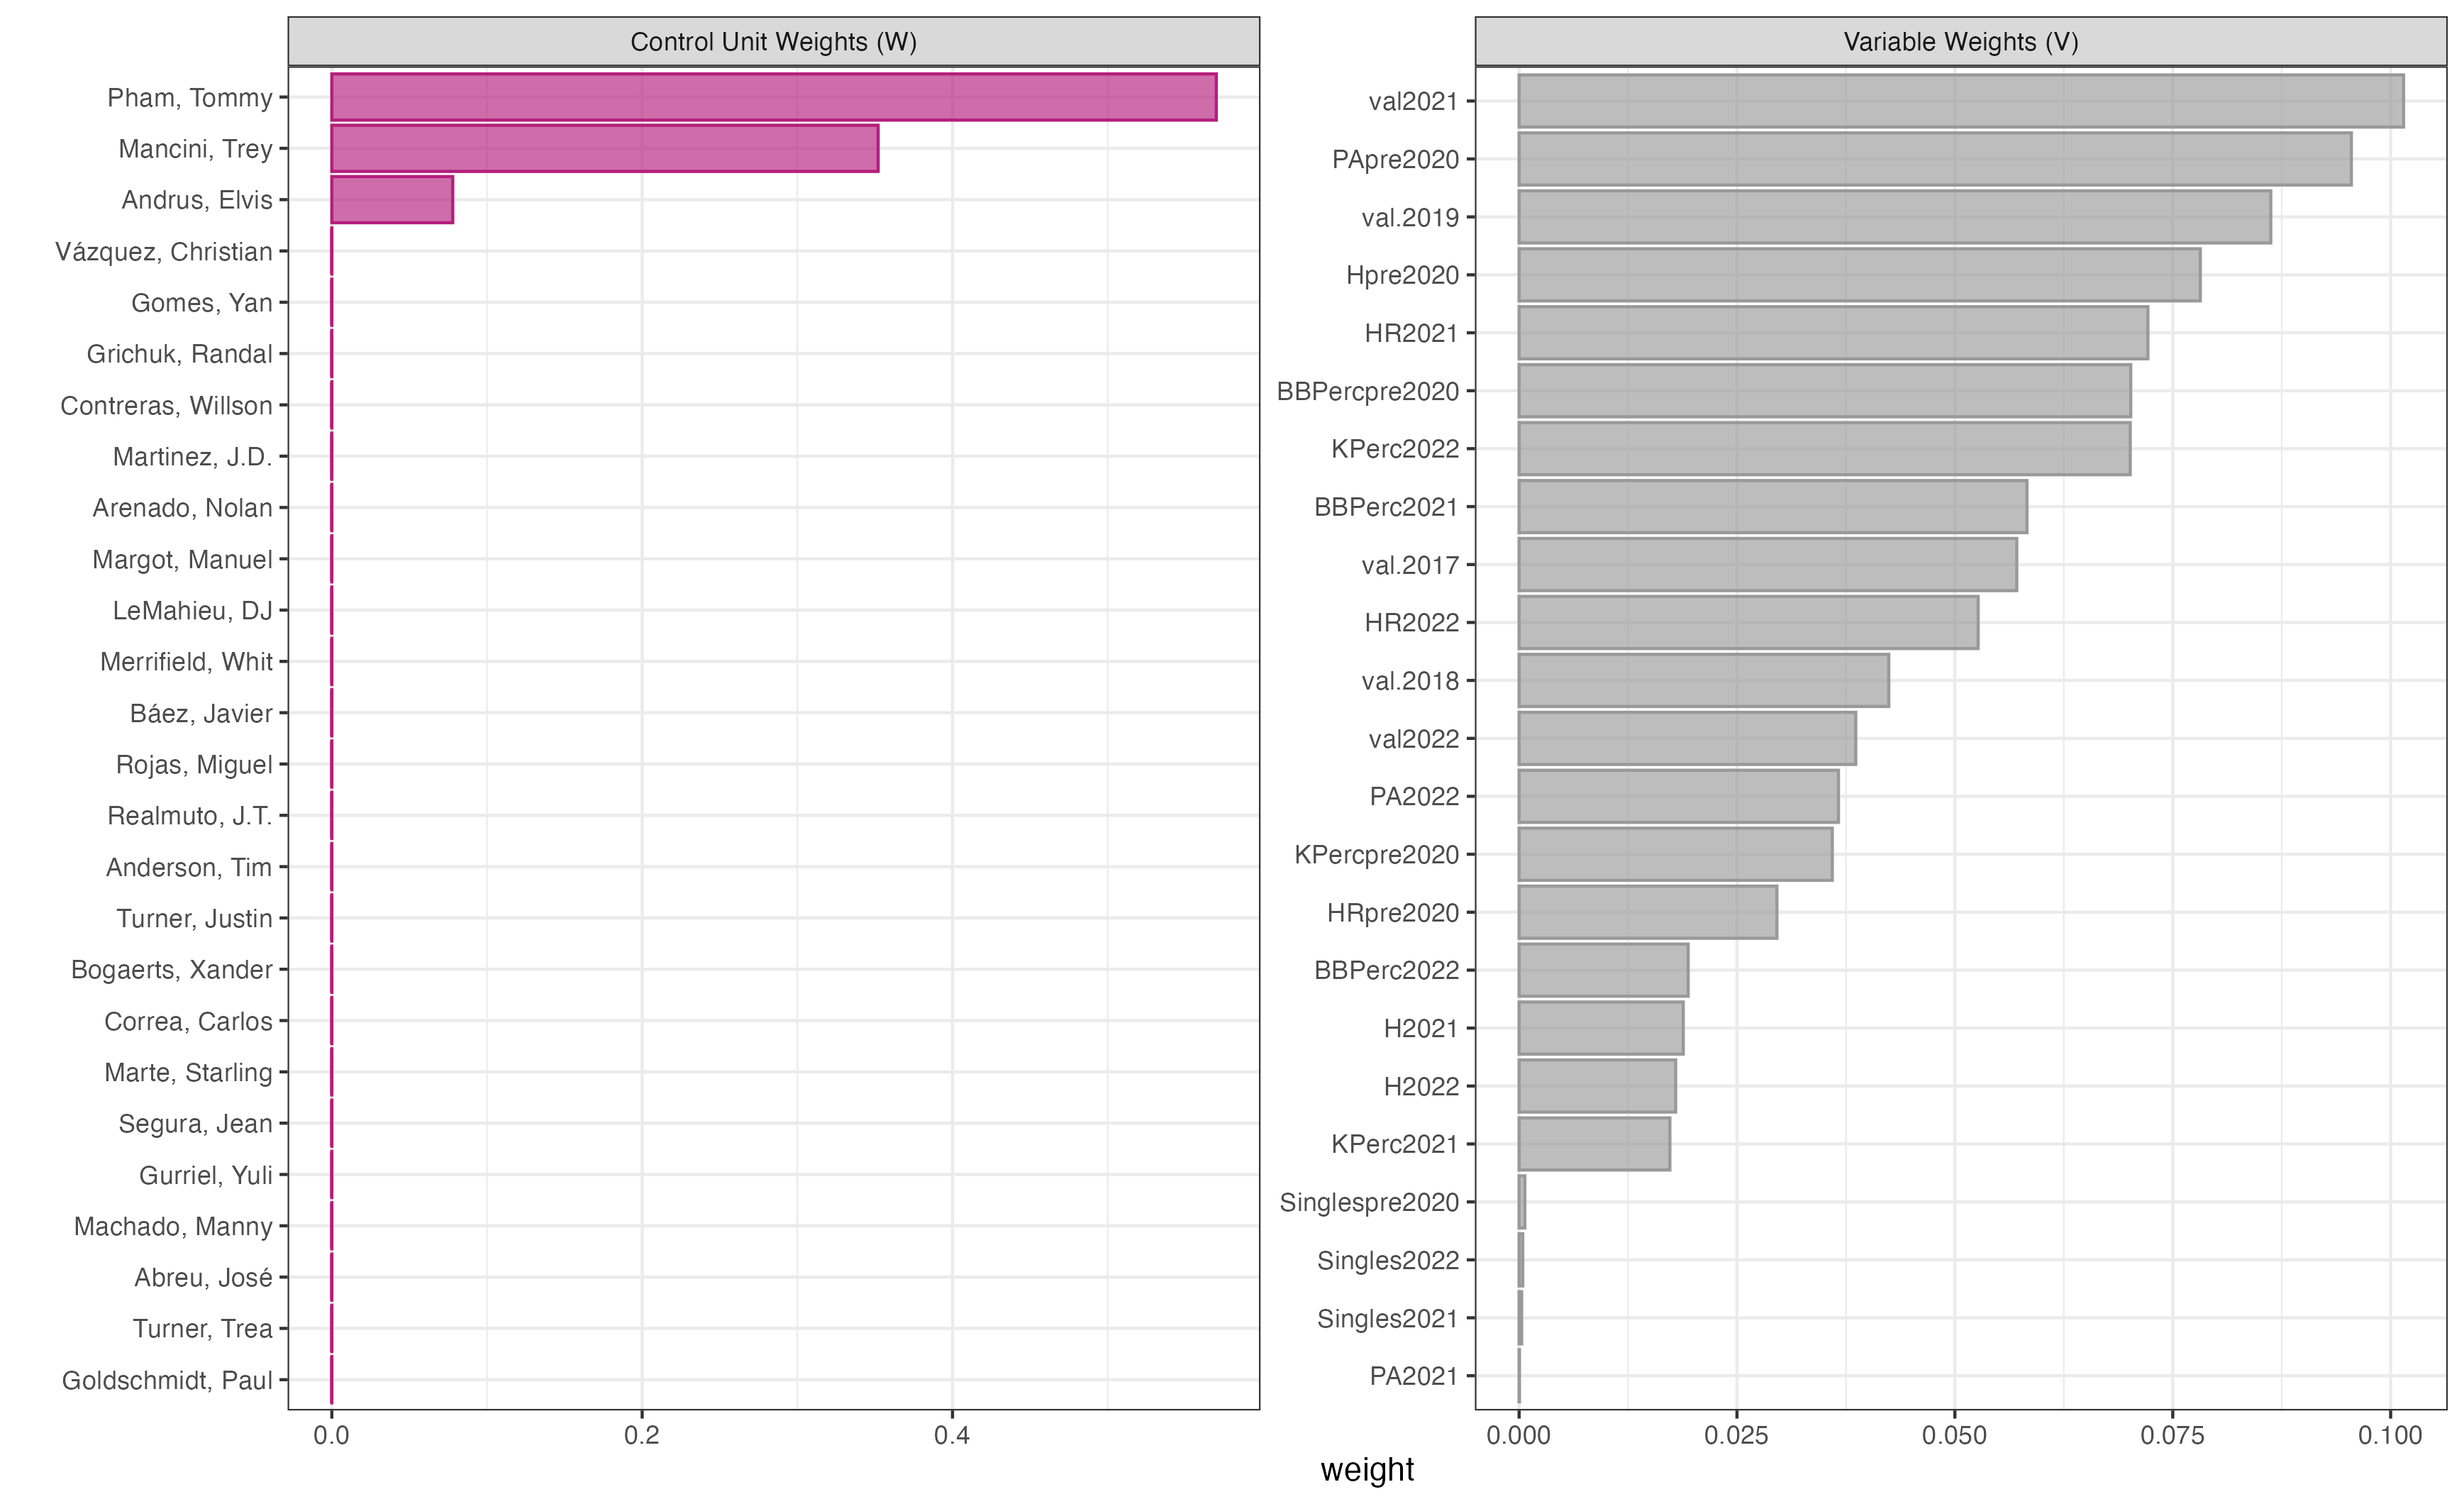 Control Unit Weights (W)
Pham, Tommy
Mancini, Trey
Andrus, Elvis
Vázquez, Christian
Gomes, Yan
Grichuk, Randal
Contreras, Willson
Martinez, J.D.
Arenado, Nolan
Margot, Manuel
LeMahieu, DJ
Merrifield, Whit
Báez, Javier
Rojas, Miguel
Realmuto, J.T.
Anderson, Tim
Turner, Justin
Bogaerts, Xander
Correa, Carlos
Marte, Starling
Segura, Jean
Gurriel, Yuli
Machado, Manny
Abreu, José
Turner, Trea
Goldschmidt, Paul
0.0 0.2 0.4
Variable Weights (V)
val2021
PApre2020
val.2019
Hpre2020
HR2021
BBPercpre2020
KPerc2022
BBPerc2021
val.2017
HR2022
val.2018
val2022
PA2022
KPercpre2020
HRpre2020
BBPerc2022
H2021
H2022
KPerc2021
Singlespre2020
Singles2022
Singles2021
PA2021
0.000 0.025 0.050 0.075 0.100
weight